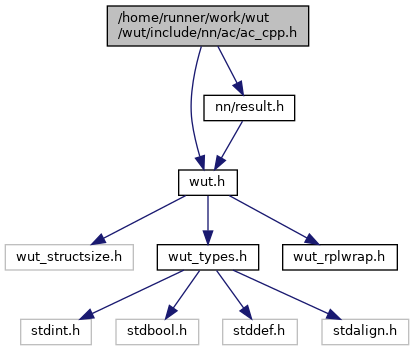 /home/runner/work/wut
/wut/include/nn/ac/ac_cpp.h
nn/result.h
wut.h
wut_structsize.h
wut_types.h
wut_rplwrap.h
stdint.h
stdbool.h
stddef.h
stdalign.h